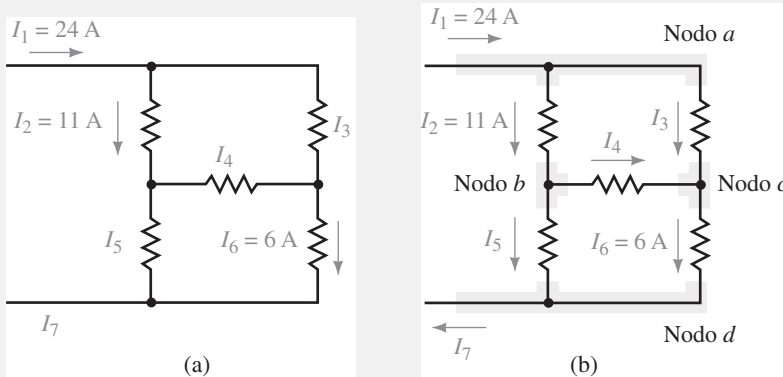 I₁ = 24 A
I₂ = 11 A
I₃
I₄
I₅
I₆ = 6 A
I₇
(a)
I₁ = 24 A
Nodo a
I₂ = 11 A
I₃
I₄
Nodo b
Nodo
I₅
I₆ = 6 A
Nodo d
I₇
(b)